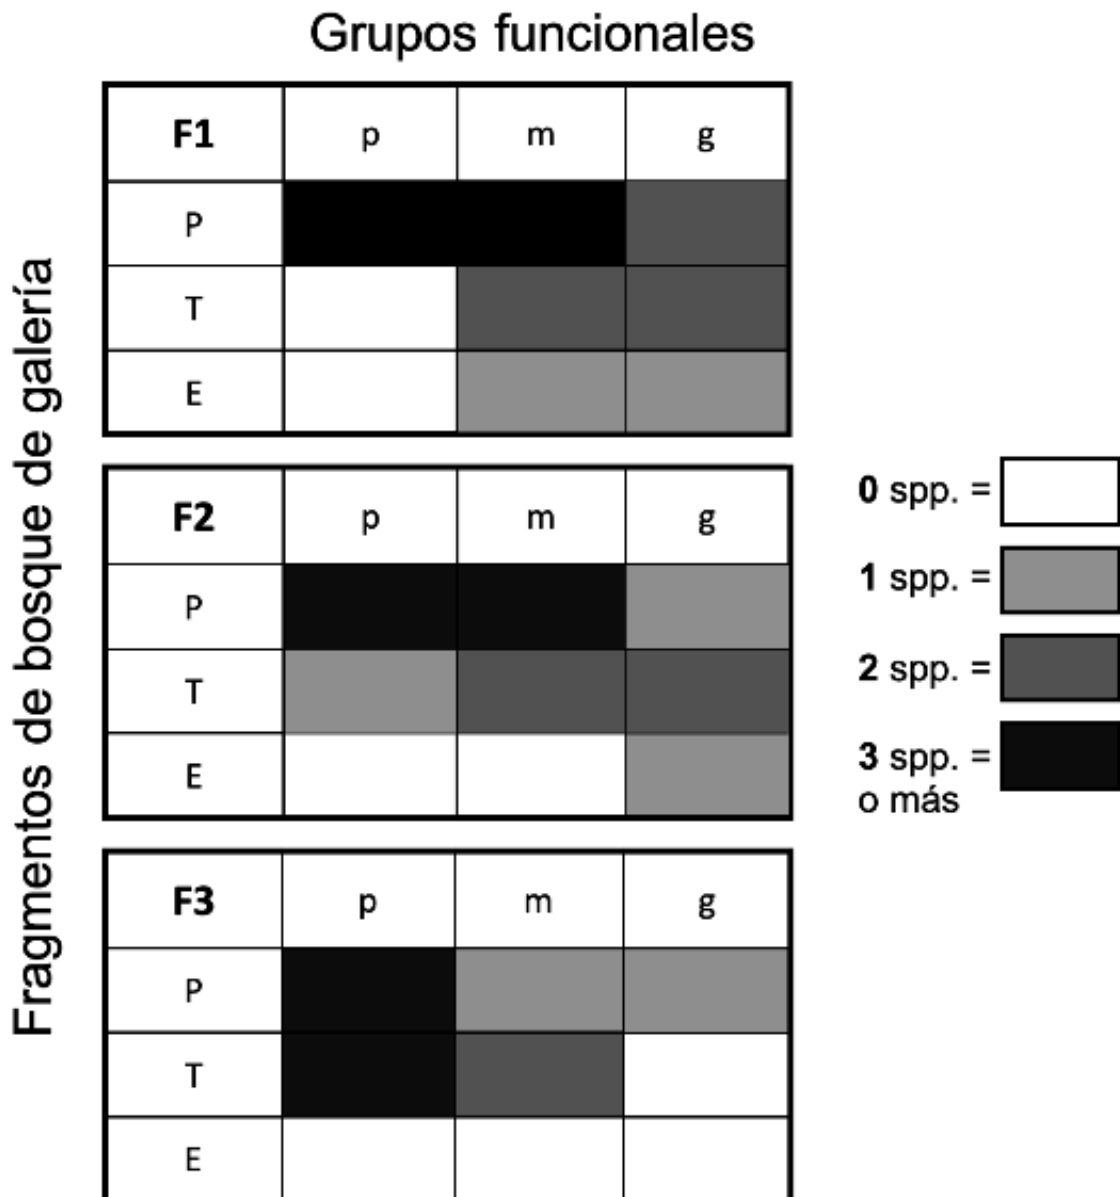 Grupos funcionales
Fragmentos de bosque de galería
F1 p m g
P
T
E
F2 p m g
P
T
E
F3 p m g
P
T
E
0 spp. =
1 spp. =
2 spp. =
3 spp. =
o más